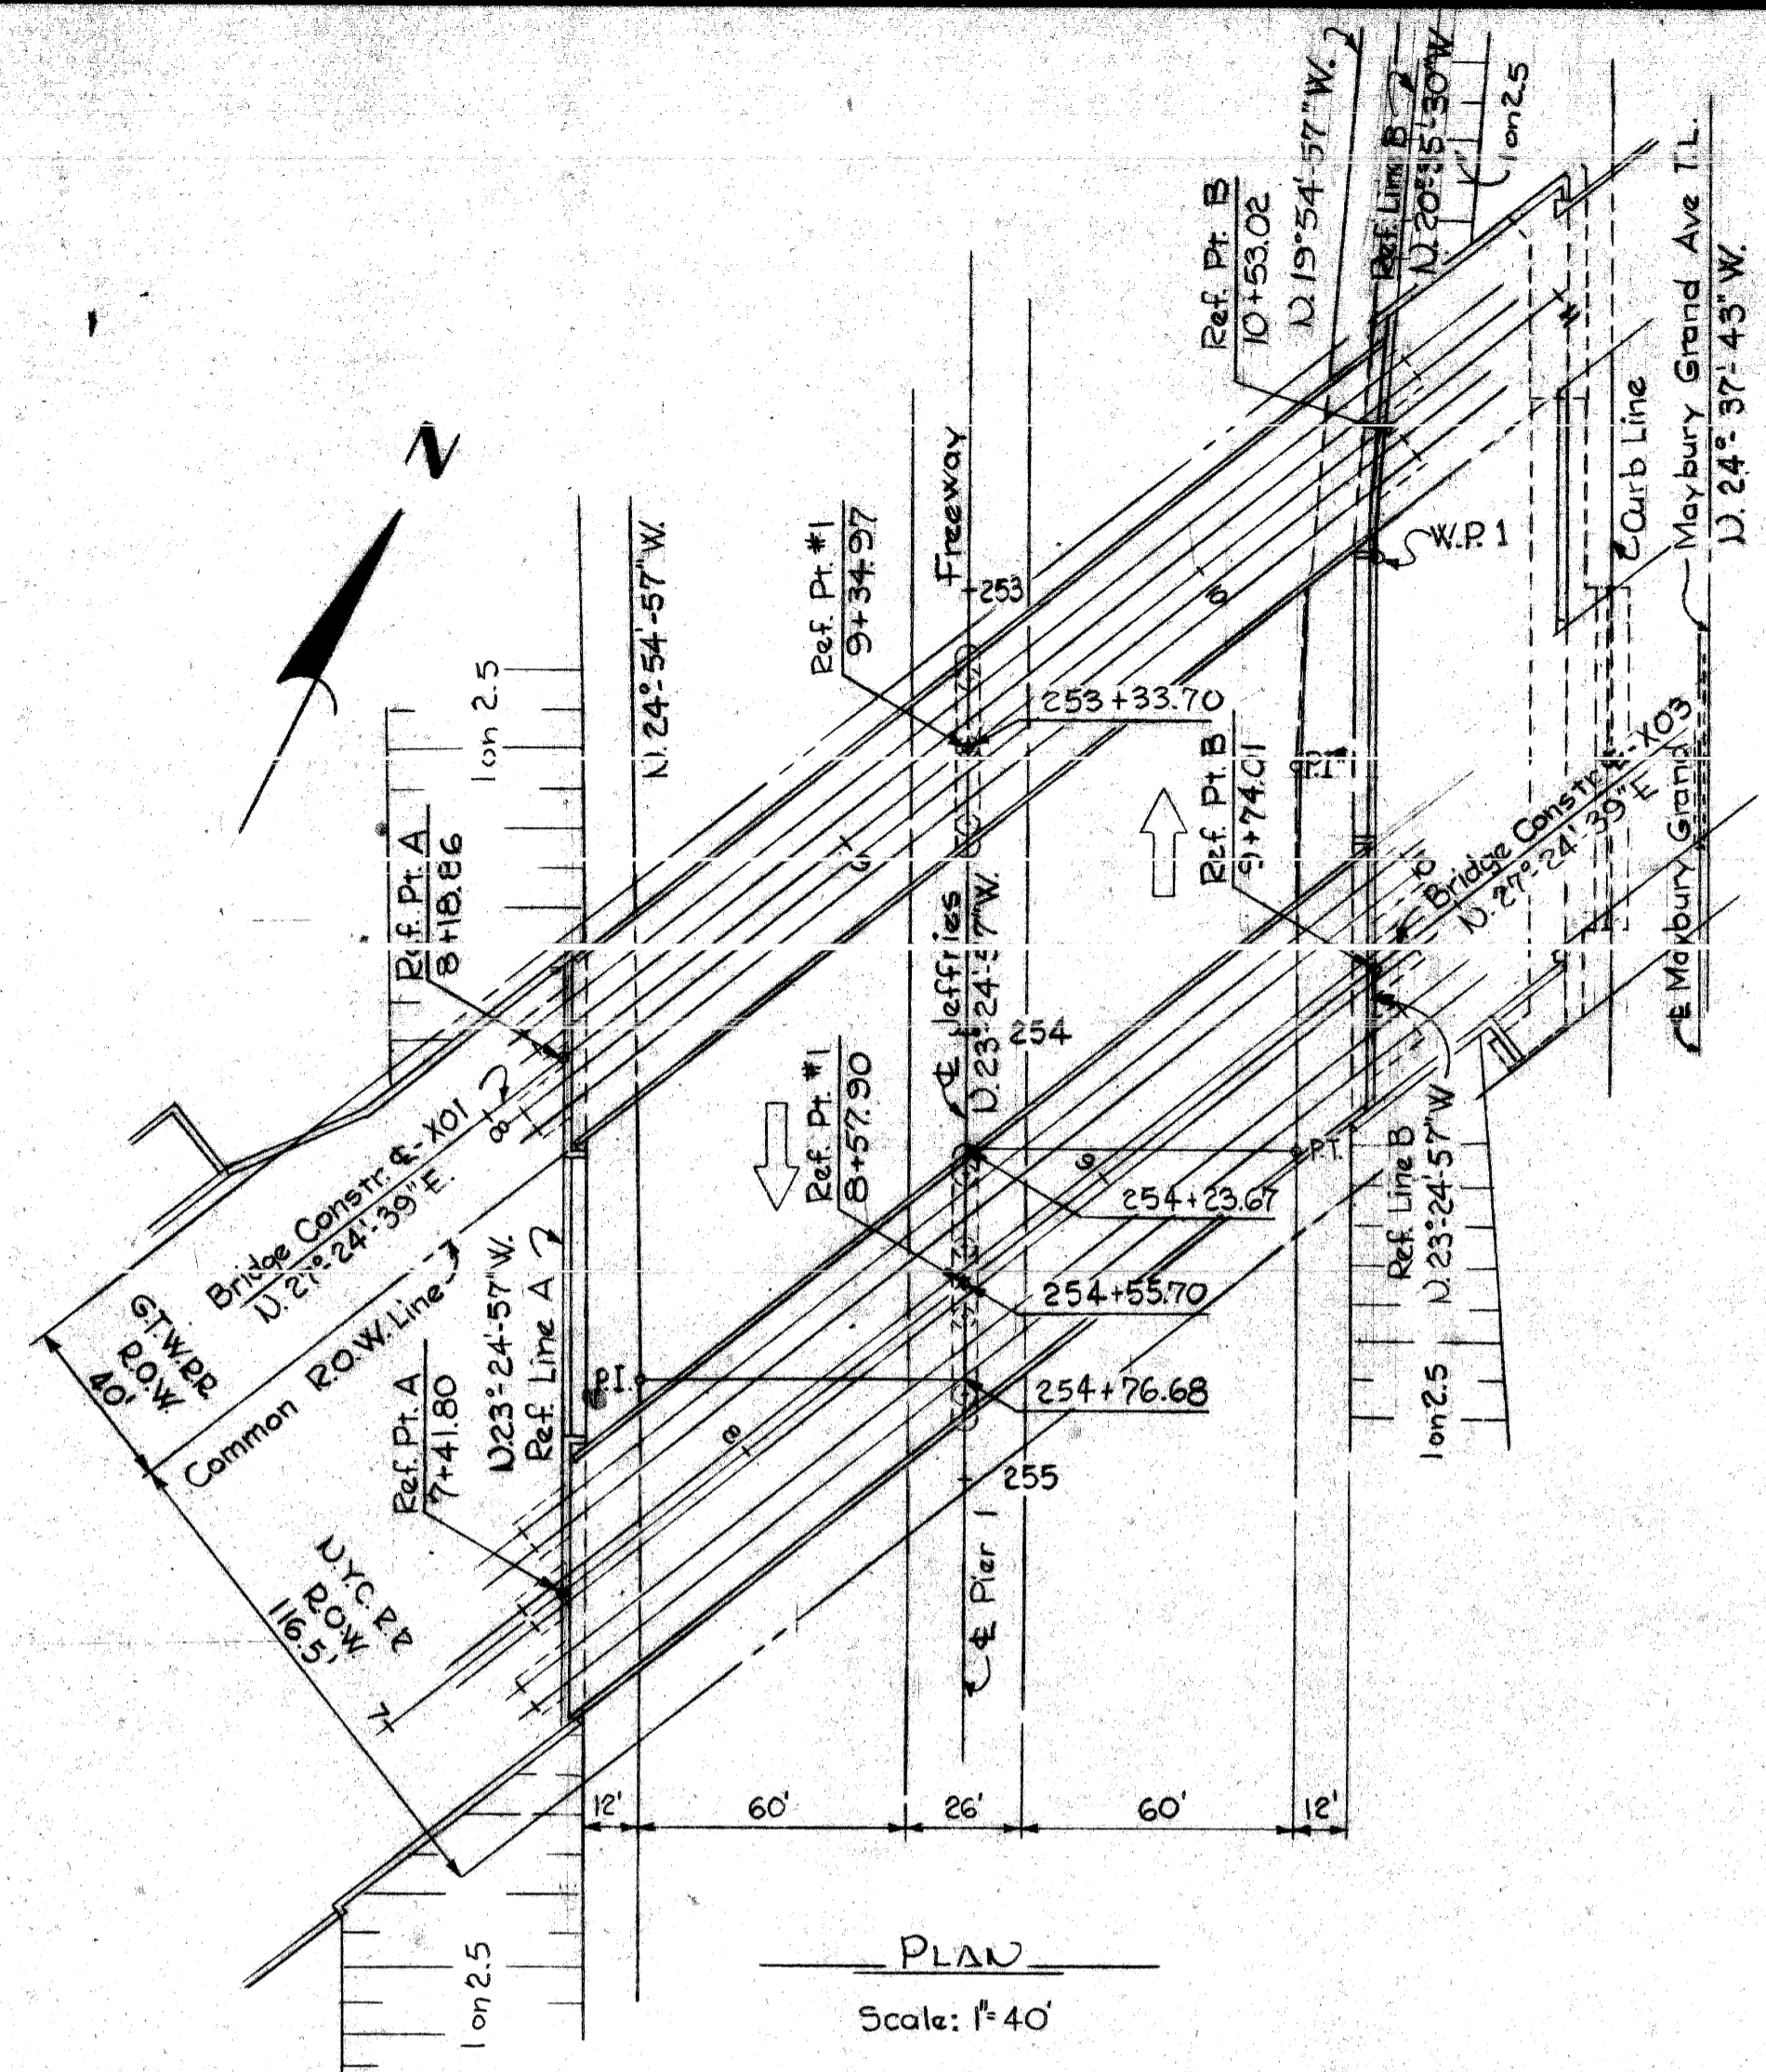 N
Ref. Pt. B
10+53.02
N.19°54'-57"W.
Ref. Line B
N.20°-15'-30"W
1 on 2.5
Maybury Grand Ave T.L.
N. 24°-37'-43"W.
Curb Line
W.P. 1
Freeway
253
Ref. Pt. #1
9+34.97
253+33.70
N. 24°-54'-57"W.
1 on 2.5
Ref. Pt. A
8+18.86
9
10
Ref. Pt. B
9+74.01
P.I.
10
Bridge Constr. ℄-X03
N. 27°-24'-39"E
℄ Maybury Grand
℄ Jeffries
N.23°-24'-57"W.
254
Ref. Pt. #1
8+57.90
9
P.T.
254+23.67
254+55.70
254+76.68
Ref. Line B
N.23°-24'-57"W
1 on 2.5
8
Bridge Constr. ℄-X01
N. 27°-24'-39"E.
G.T.W.RR
R.O.W.
40'
Common R.O.W. Line
N.23°-24'-57"W.
Ref. Line A
P.I.
Ref. Pt. A
7+41.80
8
255
℄ Pier 1
N.Y.C. RR
R.O.W.
116.5'
7
12'
60'
26'
60'
12'
1 on 2.5
PLAN
Scale: 1"=40'